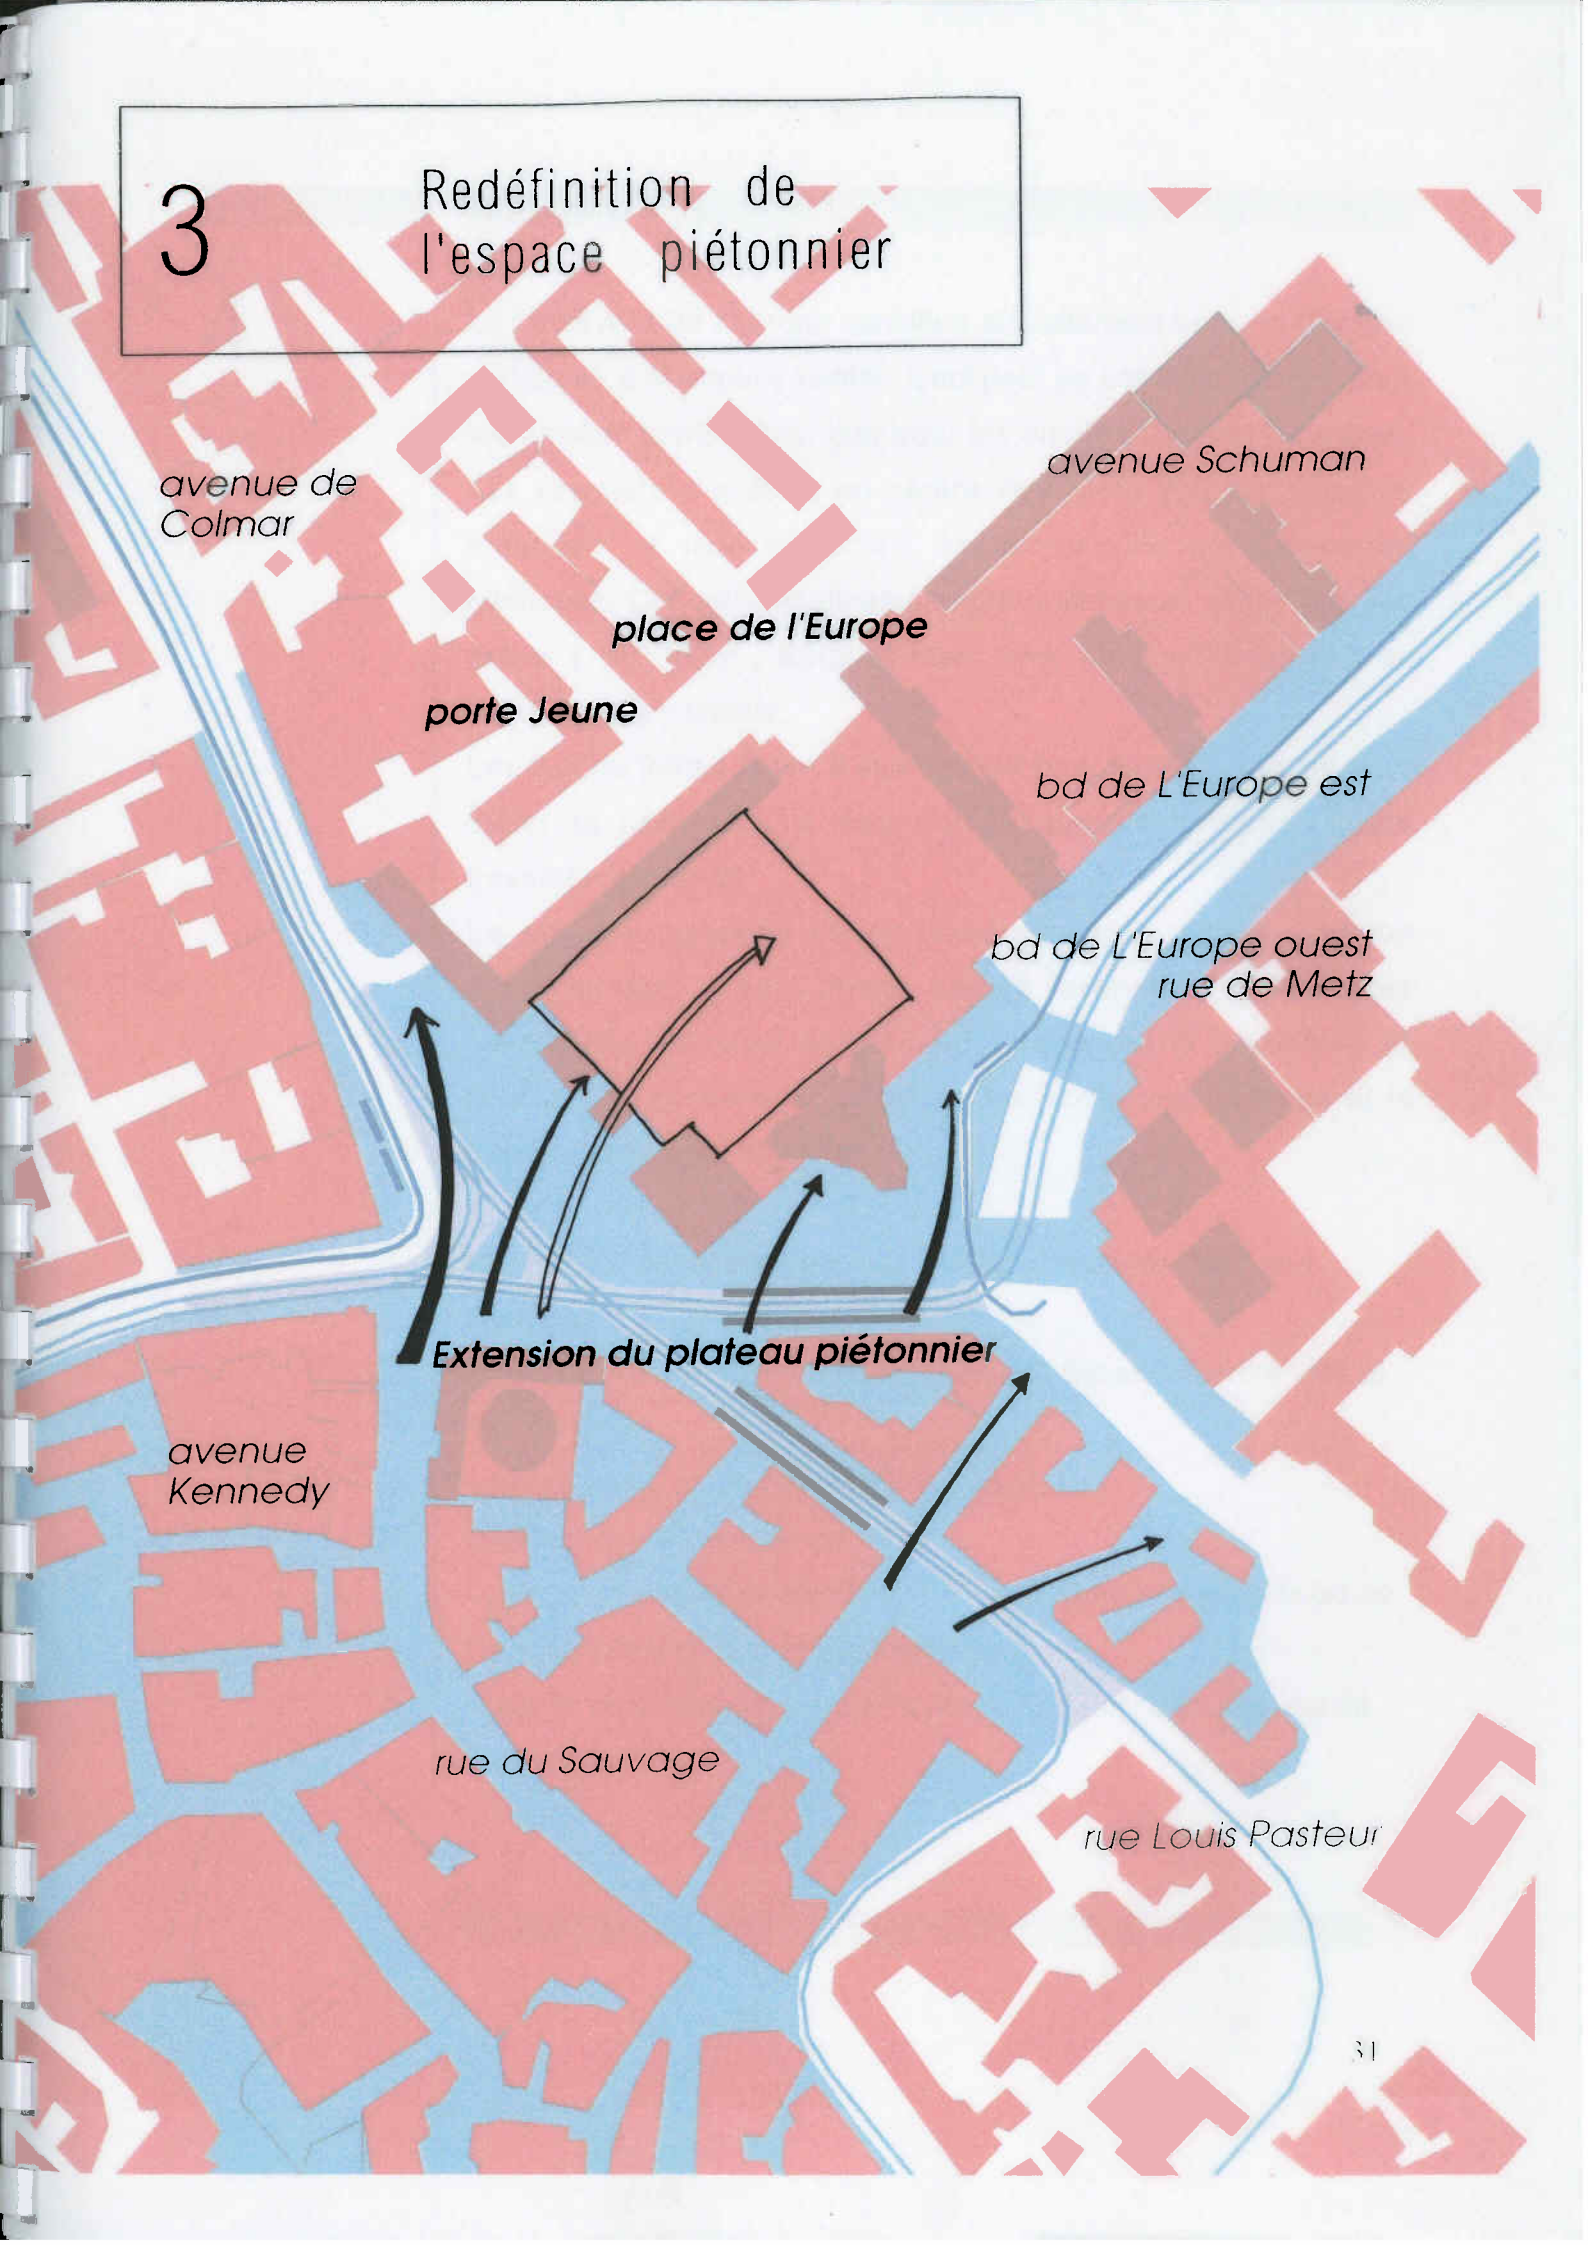 3
Redéfinition de
l'espace piétonnier
avenue de
Colmar
avenue Schuman
place de l'Europe
porte Jeune
bd de L'Europe est
bd de L'Europe ouest
rue de Metz
Extension du plateau piétonnier
avenue
Kennedy
rue du Sauvage
rue Louis Pasteur